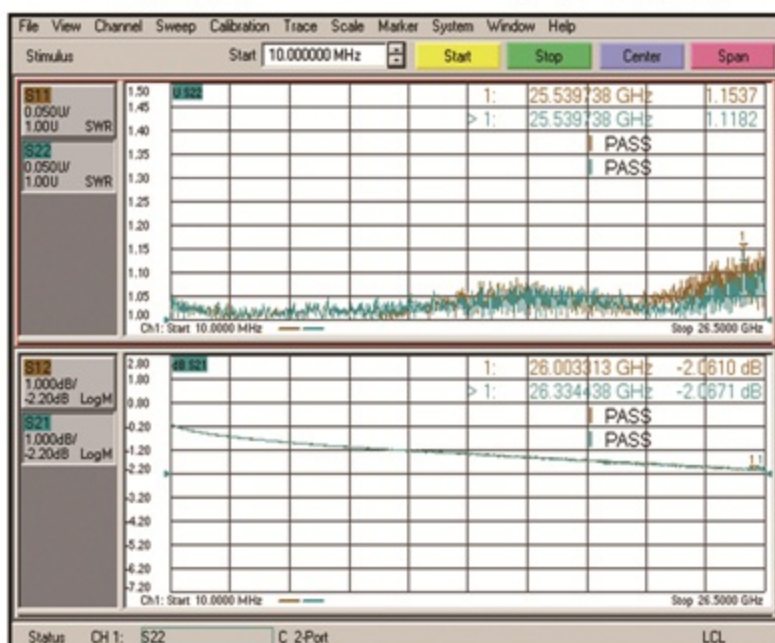 File View Channel Sweep Calibration Trace Scale Marker System Window Help
Stimulus Start 10.000000 MHz Start Stop Center Span
S11
0.050U/
1.00U SWR
S22
0.050U/
1.00U SWR
1.50
1.45
1.40
1.35
1.30
1.25
1.20
1.15
1.10
1.05
1.00
U S22
1: 25.539738 GHz 1.1537
> 1: 25.539738 GHz 1.1182
PASS
PASS
1
Ch1: Start 10.0000 MHz Stop 26.5000 GHz
S12
1.000dB/
-2.20dB LogM
S21
1.000dB/
-2.20dB LogM
2.80
1.80
0.80
-0.20
-1.20
-2.20
-3.20
-4.20
-5.20
-6.20
-7.20
dB S21
1: 26.003313 GHz -2.0610 dB
> 1: 26.334438 GHz -2.0671 dB
PASS
PASS
1 1
Ch1: Start 10.0000 MHz Stop 26.5000 GHz
Status CH 1: S22 C 2-Port LCL